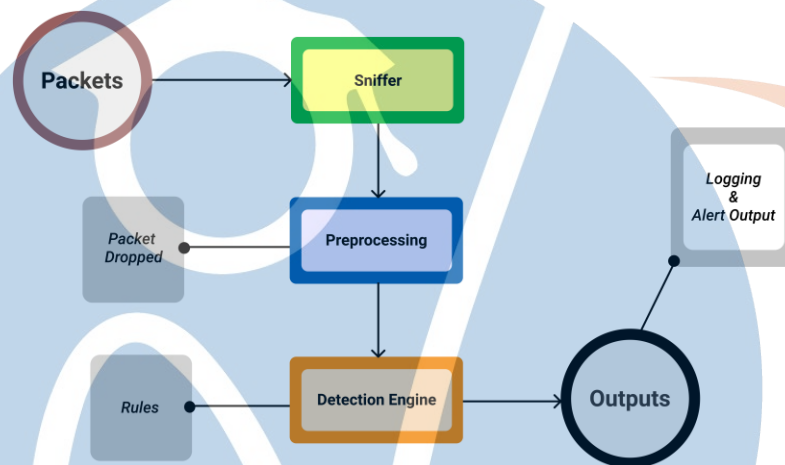 Packets
Sniffer
Logging
&
Alert Output
Packet
Dropped
Preprocessing
Rules
Detection Engine
Outputs